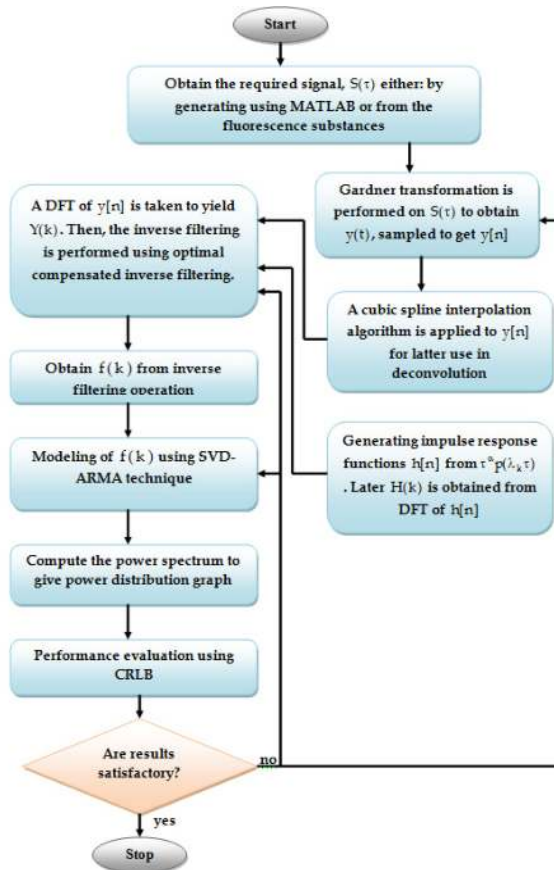 Start
Obtain the required signal, S(τ) either: by
generating using MATLAB or from the
fluorescence substances
Gardner transformation is
performed on S(τ) to obtain
y(t), sampled to get y[n]
A DFT of y[n] is taken to yield
Y(k). Then, the inverse filtering
is performed using optimal
compensated inverse filtering.
A cubic spline interpolation
algorithm is applied to y[n]
for latter use in
deconvolution
Obtain f(k) from inverse
filtering operation
Generating impulse response
functions h[n] from τᵅp(λₖτ)
. Later H(k) is obtained from
DFT of h[n]
Modeling of f(k) using SVD-
ARMA technique
Compute the power spectrum to
give power distribution graph
Performance evaluation using
CRLB
Are results
satisfactory?
no
yes
Stop